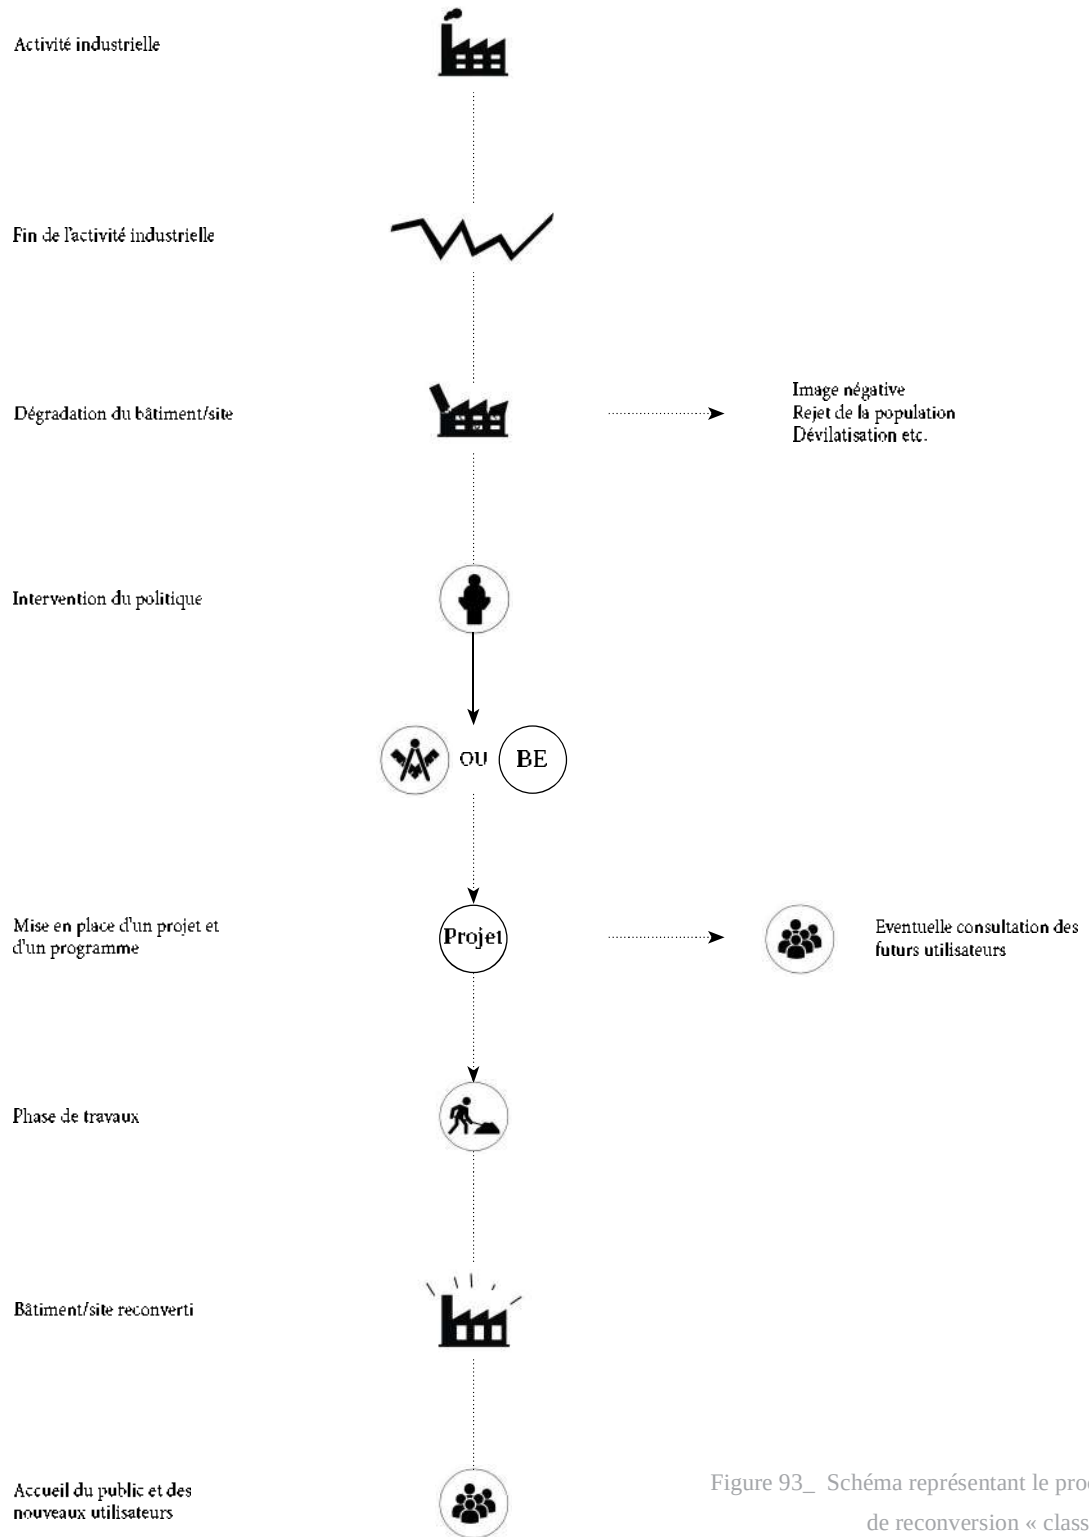 Activité industrielle
Fin de l'activité industrielle
Dégradation du bâtiment/site
Image négative
Rejet de la population
Dévilatisation etc.
Intervention du politique
OU
BE
Mise en place d'un projet et
d'un programme
Projet
Eventuelle consultation des
futurs utilisateurs
Phase de travaux
Bâtiment/site reconverti
Accueil du public et des
nouveaux utilisateurs
Figure 93_ Schéma représentant le
de reconversion «